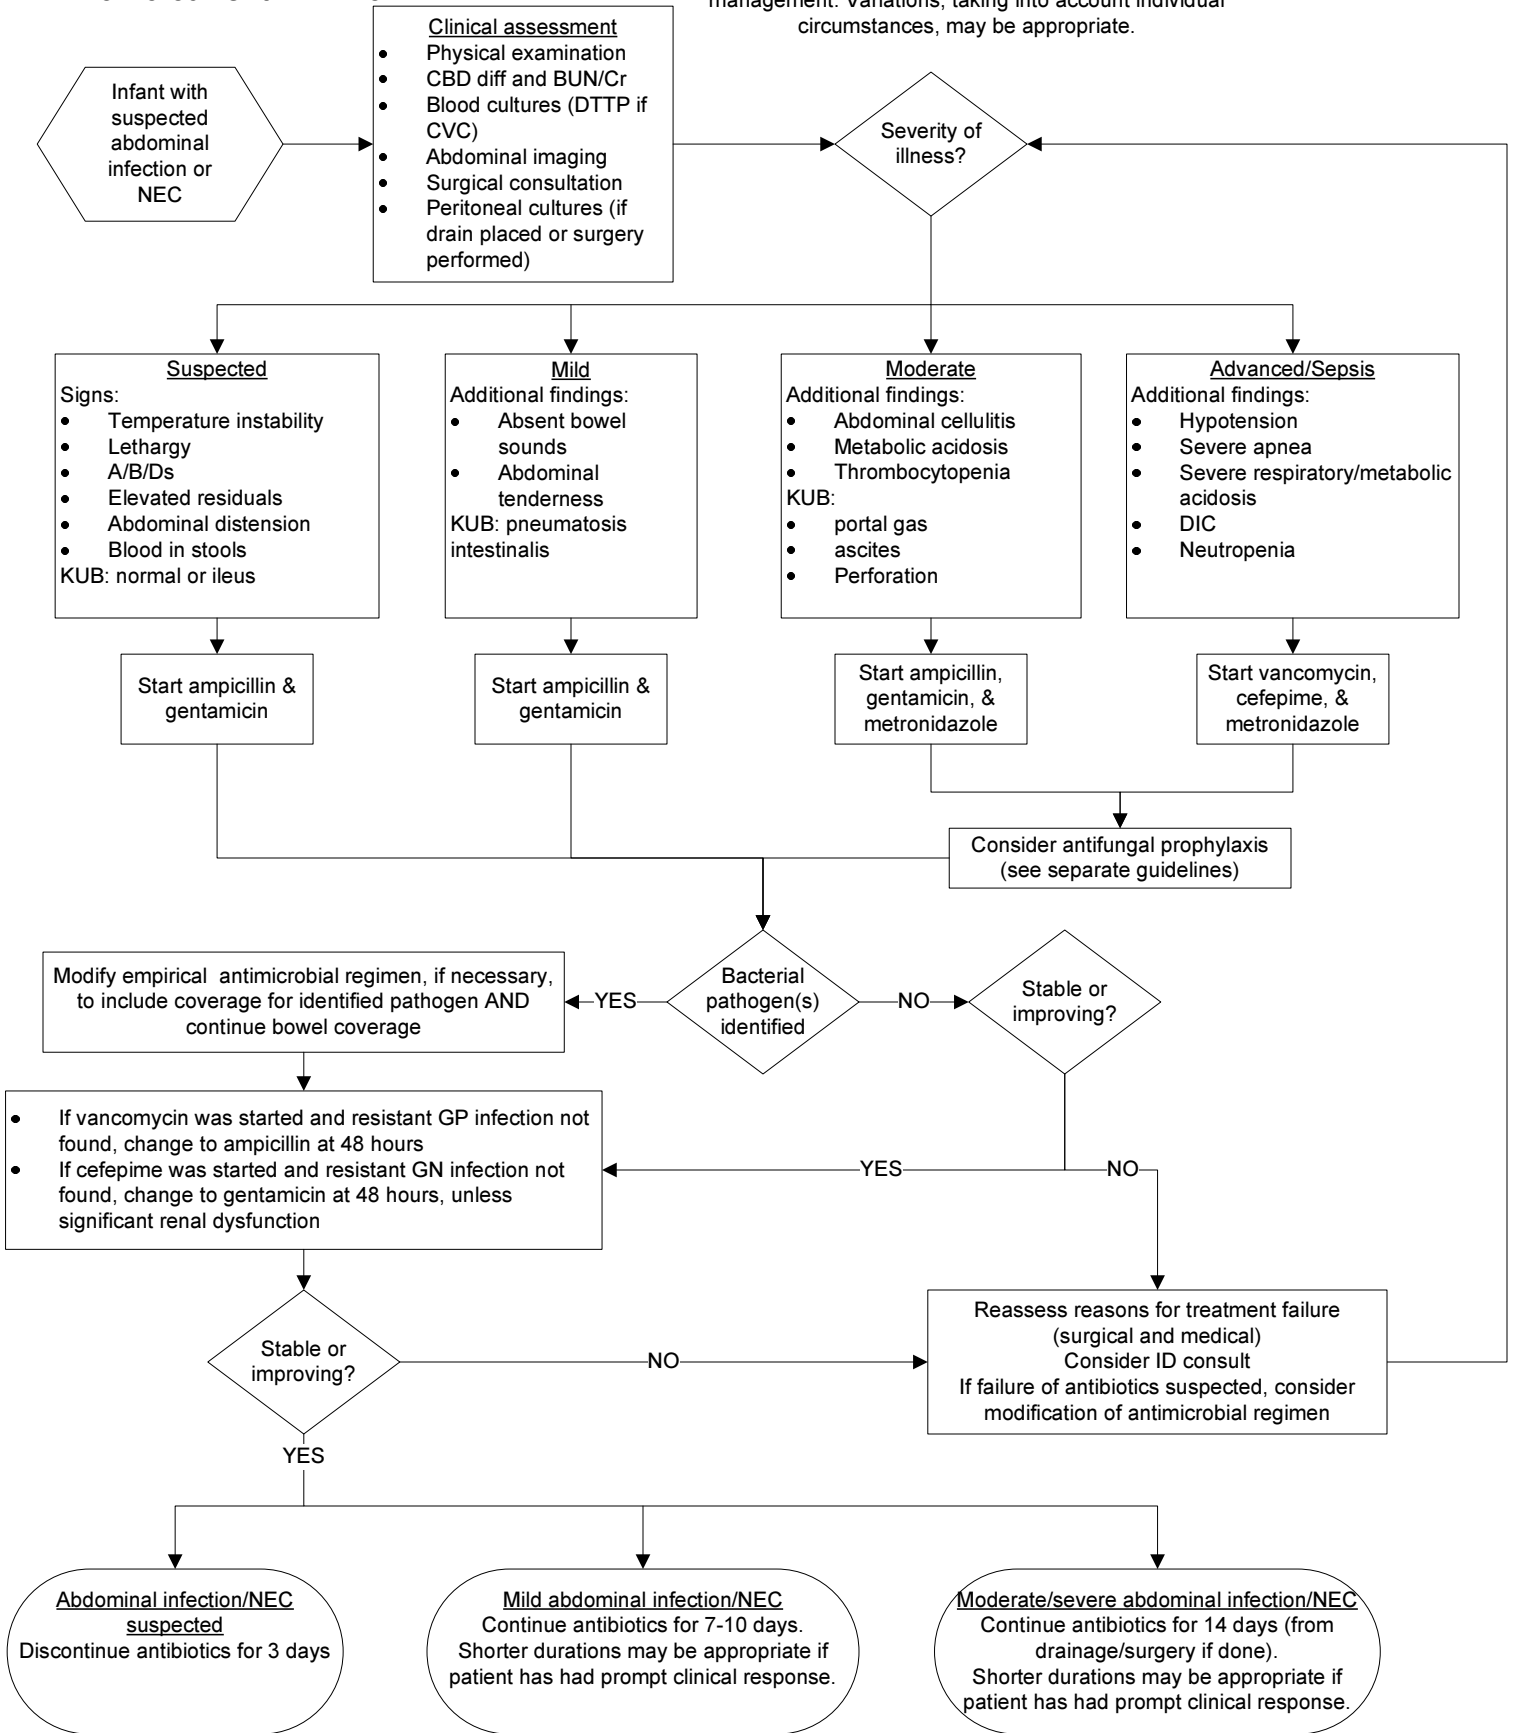 management. Variations, taking into account individual
circumstances, may be appropriate.
Infant with
suspected
abdominal
infection or
NEC
Clinical assessment
• Physical examination
• CBD diff and BUN/Cr
• Blood cultures (DTTP if
CVC)
• Abdominal imaging
• Surgical consultation
• Peritoneal cultures (if
drain placed or surgery
performed)
Severity of
illness?
Suspected
Signs:
• Temperature instability
• Lethargy
• A/B/Ds
• Elevated residuals
• Abdominal distension
• Blood in stools
KUB: normal or ileus
Mild
Additional findings:
• Absent bowel
sounds
• Abdominal
tenderness
KUB: pneumatosis
intestinalis
Moderate
Additional findings:
• Abdominal cellulitis
• Metabolic acidosis
• Thrombocytopenia
KUB:
• portal gas
• ascites
• Perforation
Advanced/Sepsis
Additional findings:
• Hypotension
• Severe apnea
• Severe respiratory/metabolic
acidosis
• DIC
• Neutropenia
Start ampicillin &
gentamicin
Start ampicillin &
gentamicin
Start ampicillin,
gentamicin, &
metronidazole
Start vancomycin,
cefepime, &
metronidazole
Consider antifungal prophylaxis
(see separate guidelines)
Modify empirical antimicrobial regimen, if necessary,
to include coverage for identified pathogen AND
continue bowel coverage
YES
Bacterial
pathogen(s)
identified
NO
Stable or
improving?
• If vancomycin was started and resistant GP infection not
found, change to ampicillin at 48 hours
• If cefepime was started and resistant GN infection not
found, change to gentamicin at 48 hours, unless
significant renal dysfunction
YES
NO
Stable or
improving?
NO
Reassess reasons for treatment failure
(surgical and medical)
Consider ID consult
If failure of antibiotics suspected, consider
modification of antimicrobial regimen
YES
Abdominal infection/NEC
suspected
Discontinue antibiotics for 3 days
Mild abdominal infection/NEC
Continue antibiotics for 7-10 days.
Shorter durations may be appropriate if
patient has had prompt clinical response.
Moderate/severe abdominal infection/NEC
Continue antibiotics for 14 days (from
drainage/surgery if done).
Shorter durations may be appropriate if
patient has had prompt clinical response.